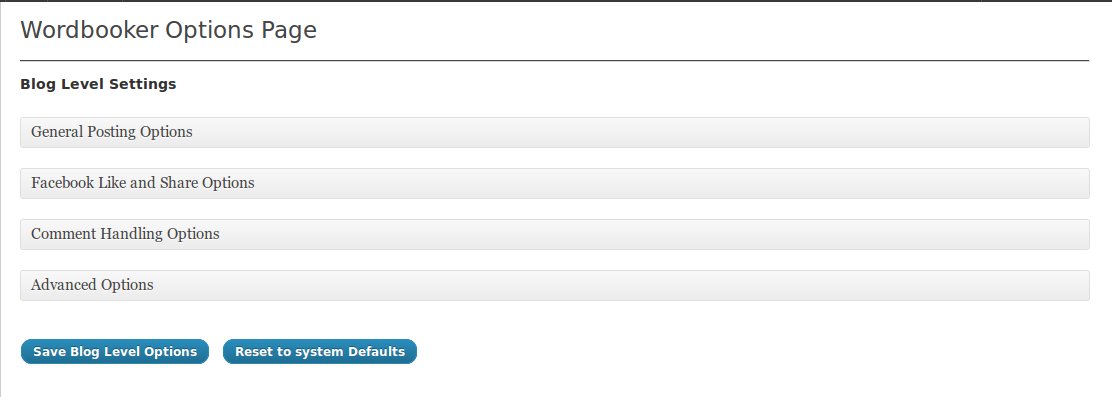 Wordbooker Options Page
Blog Level Settings
General Posting Options
Facebook Like and Share Options
Comment Handling Options
Advanced Options
Save Blog Level Options Reset to system Defaults